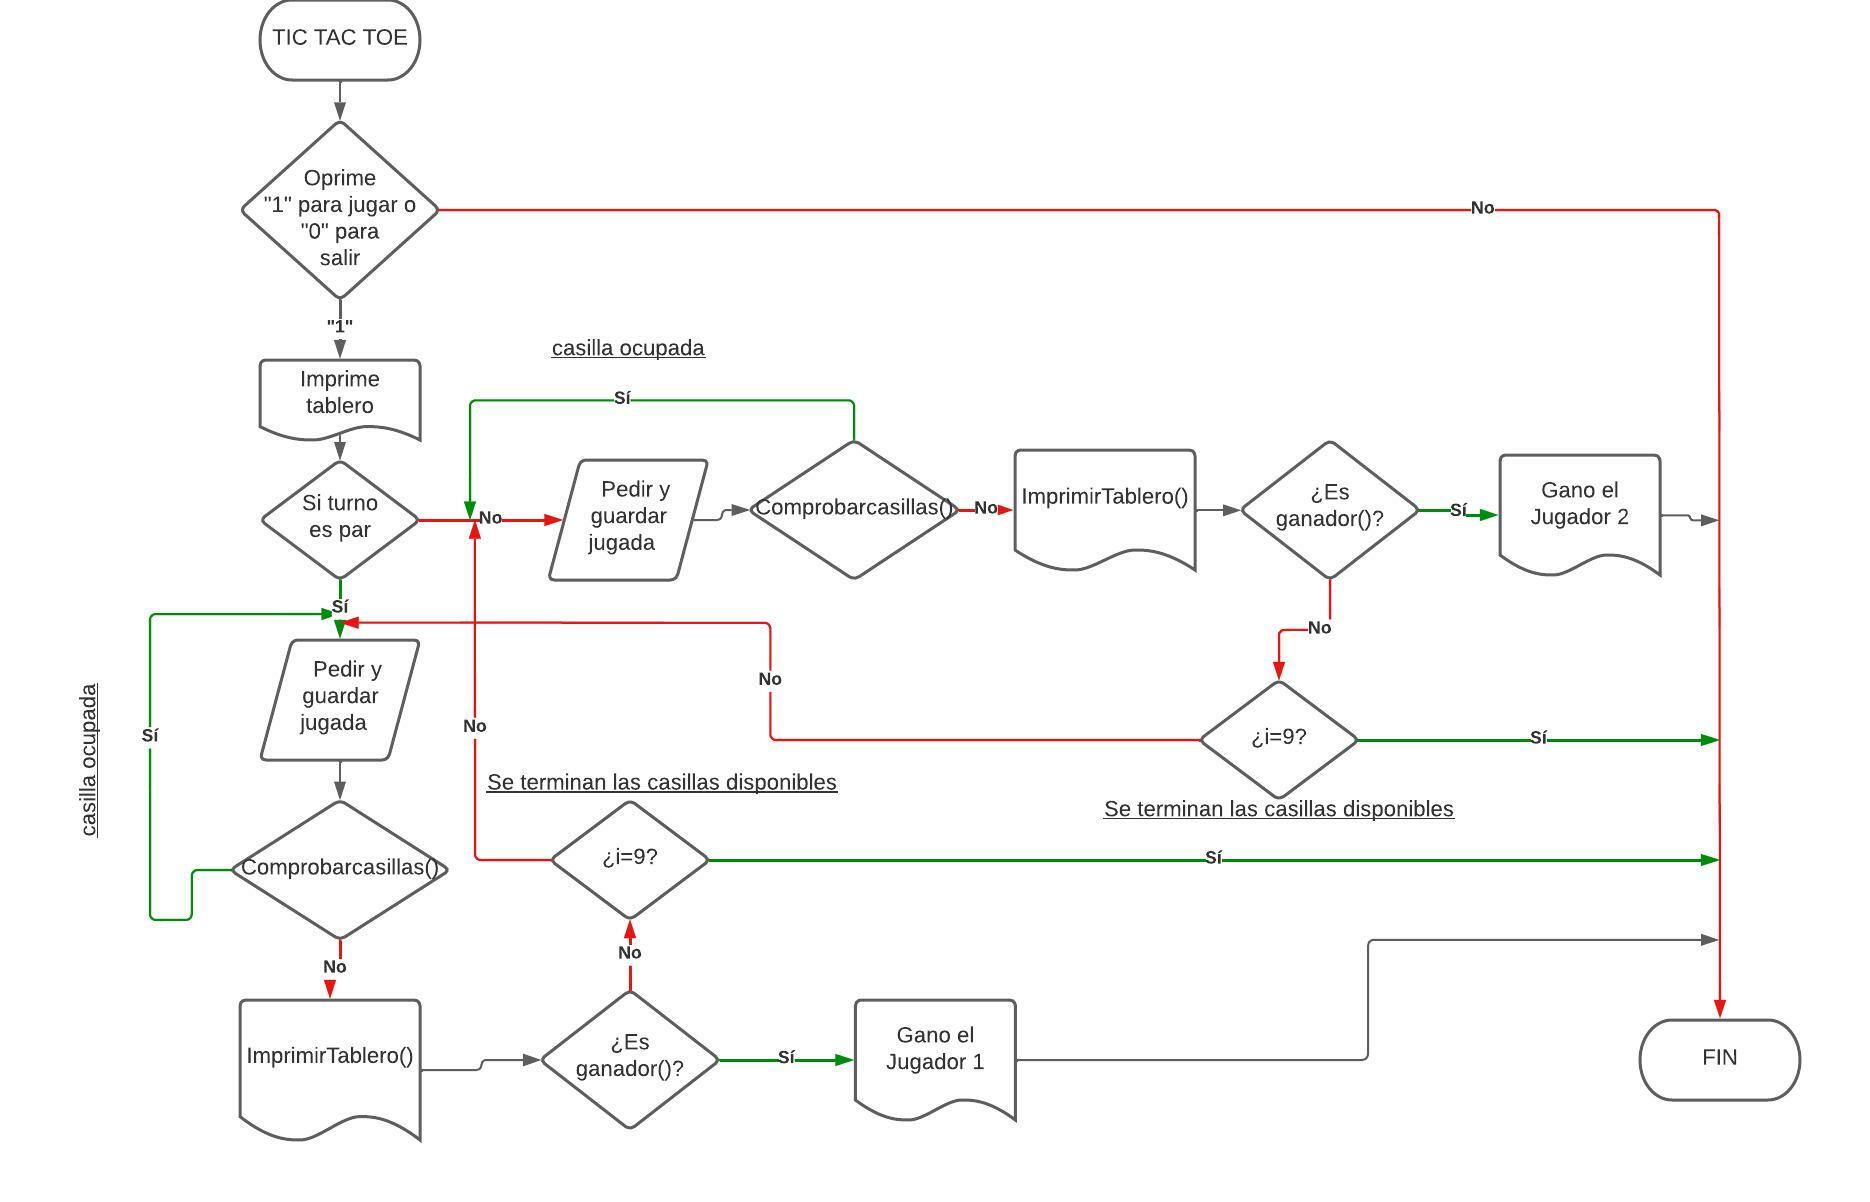 TIC TAC TOE
Oprime
"1" para jugar o
"0" para
salir
No
"1"
Imprime
tablero
casilla ocupada
Sí
Si turno
es par
No
Pedir y
guardar
jugada
Comprobarcasillas()
No
ImprimirTablero()
¿Es
ganador()?
Sí
Gano el
Jugador 2
No
Sí
Pedir y
guardar
jugada
casilla ocupada
Sí
No
No
¿i=9?
Sí
Se terminan las casillas disponibles
Se terminan las casillas disponibles
Comprobarcasillas()
¿i=9?
Sí
No
No
ImprimirTablero()
¿Es
ganador()?
Sí
Gano el
Jugador 1
FIN